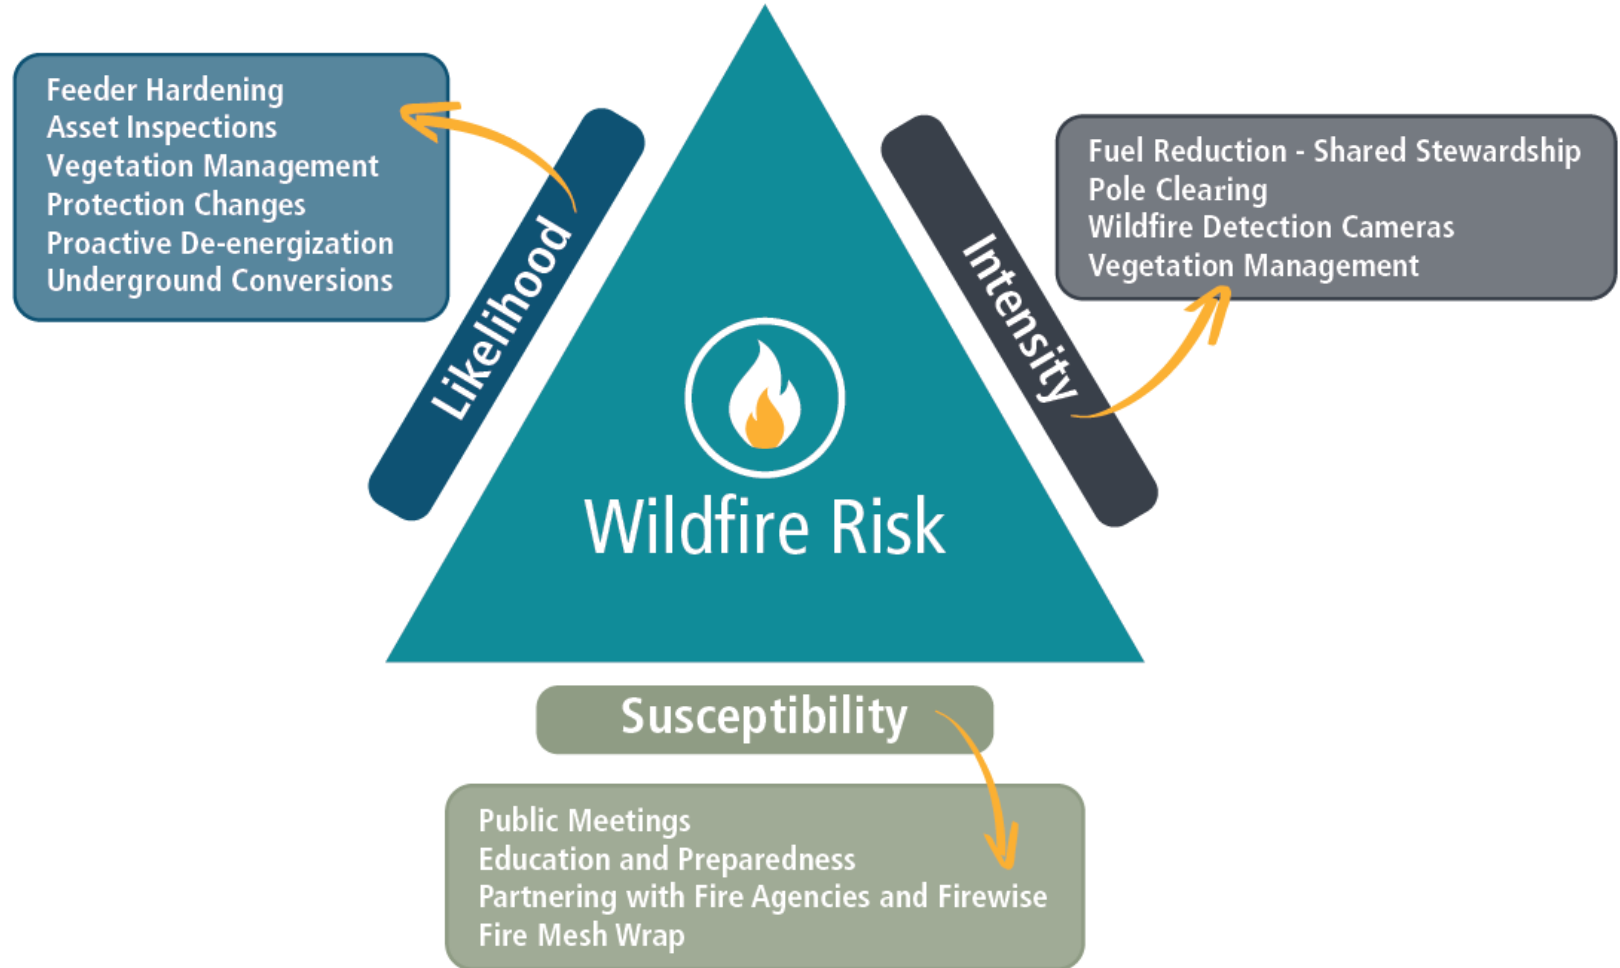 Feeder Hardening
Asset Inspections
Vegetation Management
Protection Changes
Proactive De-energization
Underground Conversions
Likelihood
Intensity
Fuel Reduction - Shared Stewardship
Pole Clearing
Wildfire Detection Cameras
Vegetation Management
Wildfire Risk
Susceptibility
Public Meetings
Education and Preparedness
Partnering with Fire Agencies and Firewise
Fire Mesh Wrap